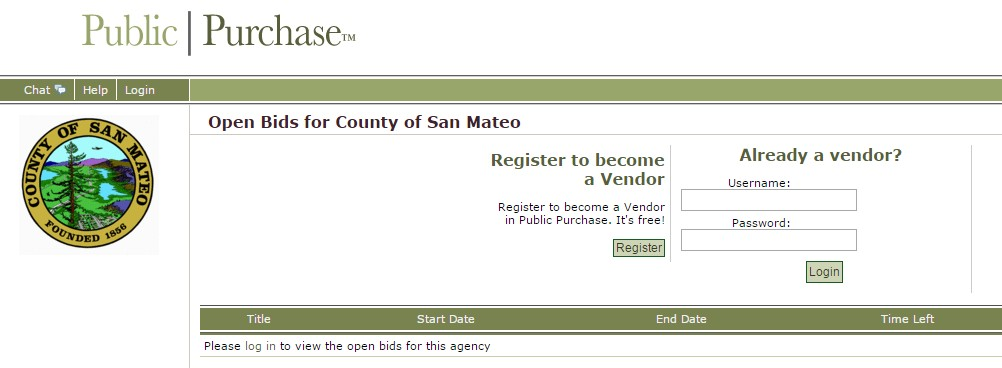 Public | Purchase™
Chat Help Login
COUNTY OF SAN MATEO
FOUNDED 1856
Open Bids for County of San Mateo
Register to become
a Vendor
Register to become a Vendor
in Public Purchase. It's free!
Register
Already a vendor?
Username:
Password:
Login
Title Start Date End Date Time Left
Please log in to view the open bids for this agency